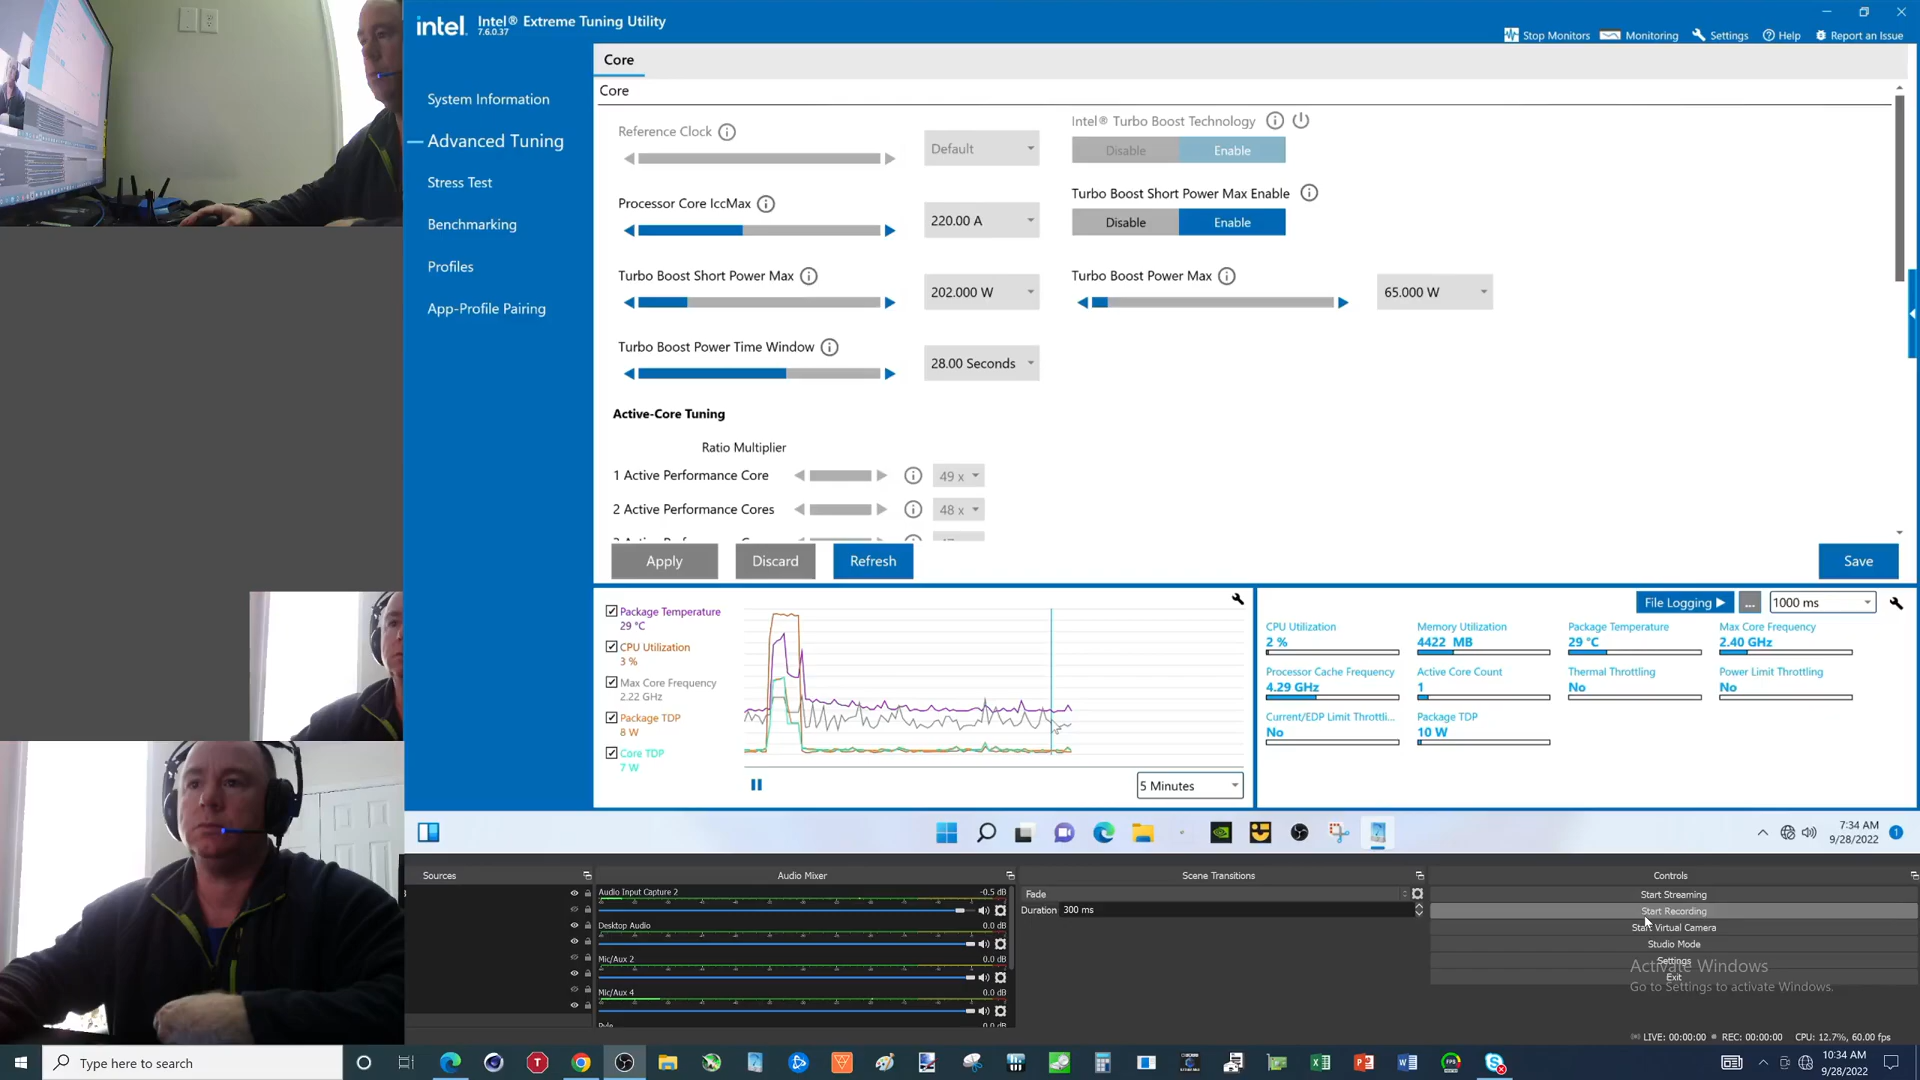 intel.
Intel® Extreme Tuning Utility
7.6.0.37
Stop Monitors
Monitoring
Settings
Help
Report an Issue
System Information
Advanced Tuning
Stress Test
Benchmarking
Profiles
App-Profile Pairing
Core
Core
Reference Clock
Default
Intel® Turbo Boost Technology
Disable
Enable
Processor Core IccMax
220.00 A
Turbo Boost Short Power Max Enable
Disable
Enable
Turbo Boost Short Power Max
202.000 W
Turbo Boost Power Max
65.000 W
Turbo Boost Power Time Window
28.00 Seconds
Active-Core Tuning
Ratio Multiplier
1 Active Performance Core
49 x
2 Active Performance Cores
48 x
Apply
Discard
Refresh
Save
Package Temperature
29 °C
CPU Utilization
3 %
Max Core Frequency
2.22 GHz
Package TDP
8 W
Core TDP
7 W
5 Minutes
File Logging
...
1000 ms
CPU Utilization
2 %
Memory Utilization
4422 MB
Package Temperature
29 °C
Max Core Frequency
2.40 GHz
Processor Cache Frequency
4.29 GHz
Active Core Count
1
Thermal Throttling
No
Power Limit Throttling
No
Current/EDP Limit Throttli...
No
Package TDP
10 W
7:34 AM
9/28/2022
1
Sources
Audio Mixer
Scene Transitions
Controls
Audio Input Capture 2
-0.5 dB
Desktop Audio
0.0 dB
Mic/Aux 2
0.0 dB
Mic/Aux 4
0.0 dB
Fade
Duration
300 ms
Start Streaming
Start Recording
Start Virtual Camera
Studio Mode
Settings
Exit
Activate Windows
Go to Settings to activate Windows.
LIVE: 00:00:00
REC: 00:00:00
CPU: 12.7%, 60.00 fps
Type here to search
10:34 AM
9/28/2022